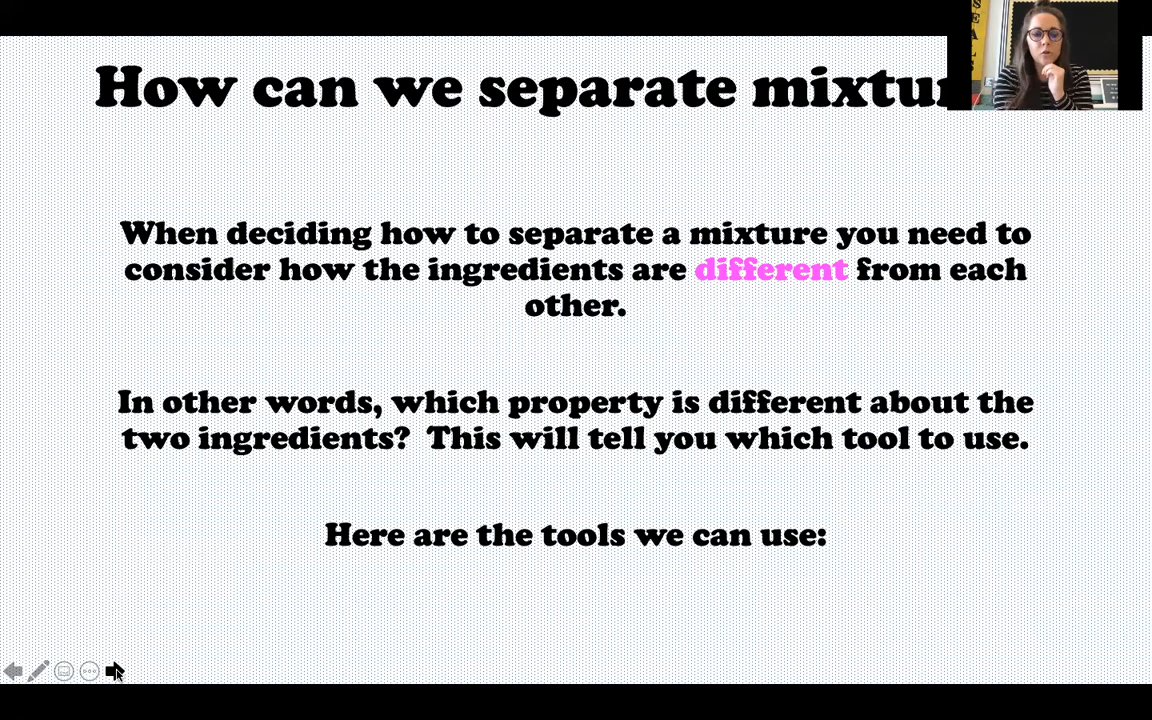 How can we separate
When deciding how to separate a mixture you need to
consider how the ingredients are different from each
other.
In other words, which property is different about the
two ingredients?  This will tell you which tool to use.
Here are the tools we can use: